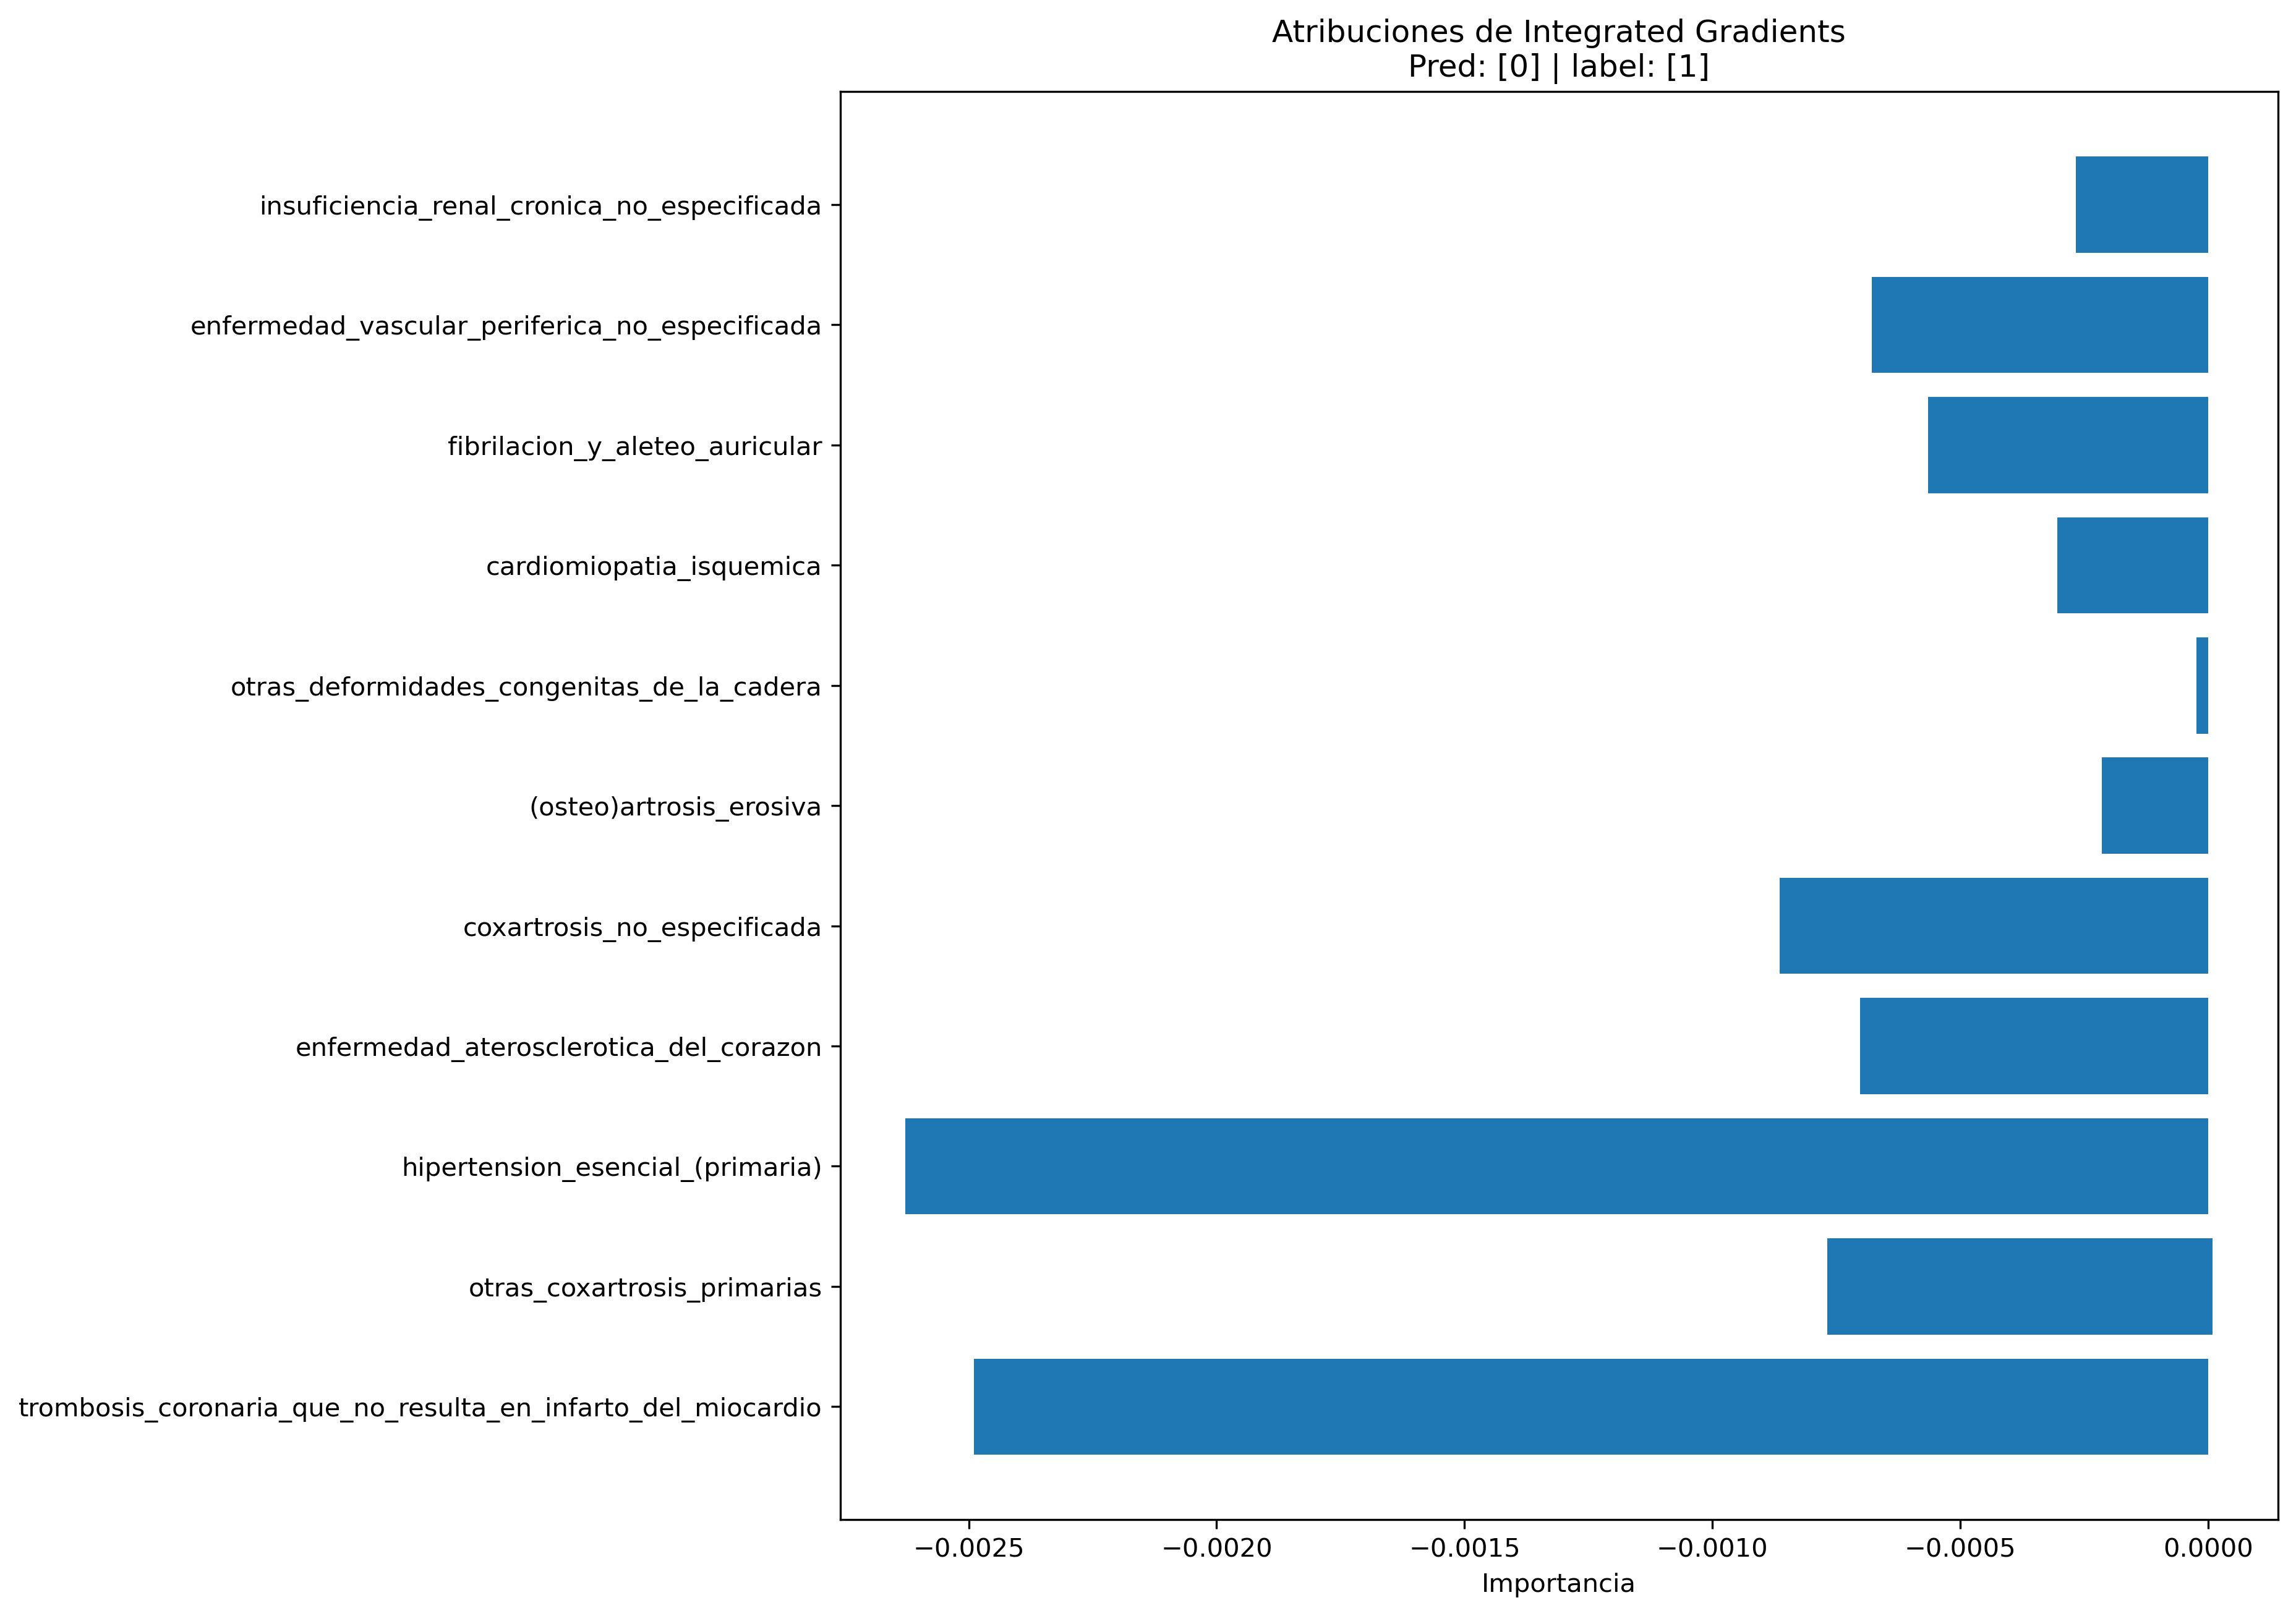 Atribuciones de Integrated Gradients
Pred: [0] | label: [1]
insuficiencia_renal_cronica_no_especificada
enfermedad_vascular_periferica_no_especificada
fibrilacion_y_aleteo_auricular
cardiomiopatia_isquemica
otras_deformidades_congenitas_de_la_cadera
(osteo)artrosis_erosiva
coxartrosis_no_especificada
enfermedad_aterosclerotica_del_corazon
hipertension_esencial_(primaria)
otras_coxartrosis_primarias
trombosis_coronaria_que_no_resulta_en_infarto_del_miocardio
−0.0025 −0.0020 −0.0015 −0.0010 −0.0005 0.0000
Importancia